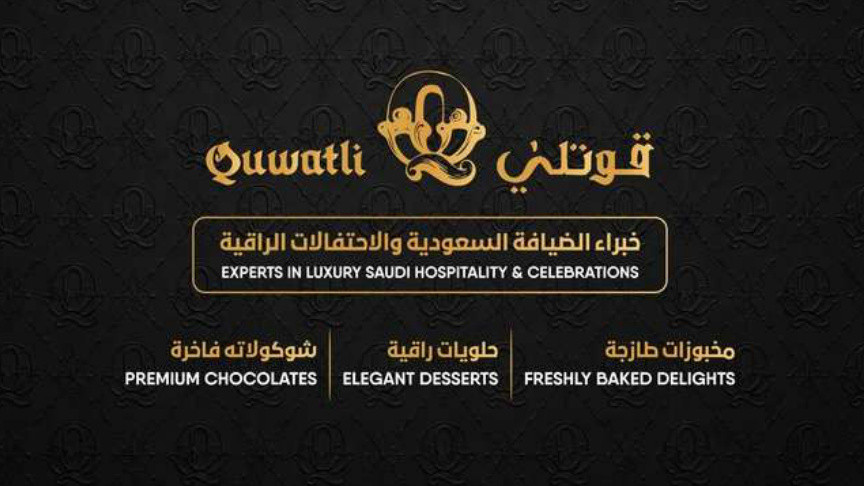 Quwatli قوتلي
خبراء الضيافة السعودية والاحتفالات الراقية
EXPERTS IN LUXURY SAUDI HOSPITALITY & CELEBRATIONS
شوكولاته فاخرة
PREMIUM CHOCOLATES
حلويات راقية
ELEGANT DESSERTS
مخبوزات طازجة
FRESHLY BAKED DELIGHTS